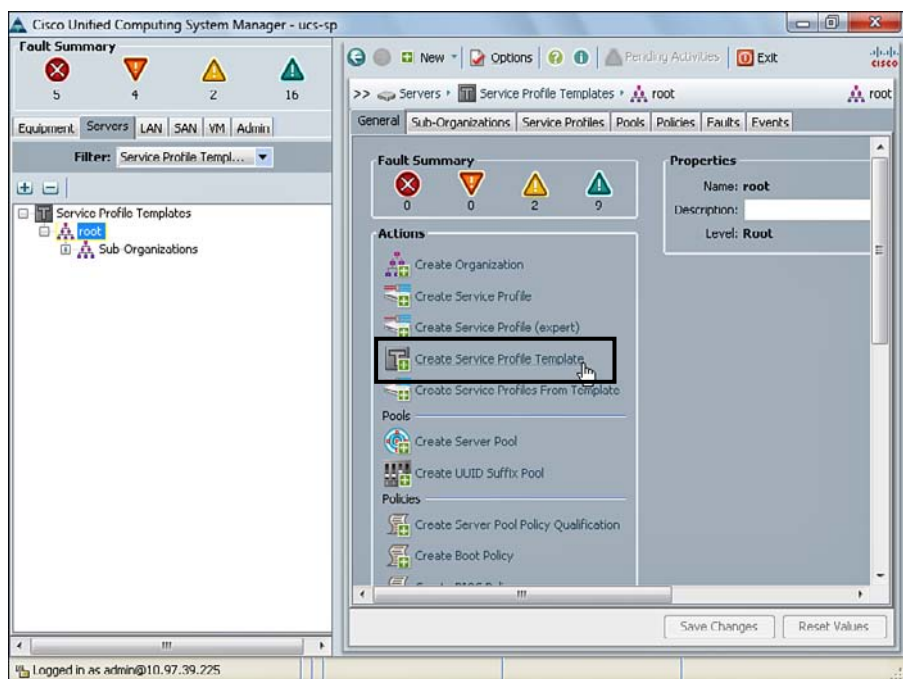 Cisco Unified Computing System Manager - ucs-sp
Fault Summary
5 4 2 16
Equipment Servers LAN SAN VM Admin
Filter: Service Profile Templ...
Service Profile Templates
root
Sub-Organizations
Logged in as admin@10.97.39.225
New Options Pending Activities Exit
cisco
>> Servers Service Profile Templates root root
General Sub-Organizations Service Profiles Pools Policies Faults Events
Fault Summary
0 0 2 9
Properties
Name: root
Description:
Level: Root
Actions
Create Organization
Create Service Profile
Create Service Profile (expert)
Create Service Profile Template
Create Service Profiles From Template
Pools
Create Server Pool
Create UUID Suffix Pool
Policies
Create Server Pool Policy Qualification
Create Boot Policy
Save Changes Reset Values